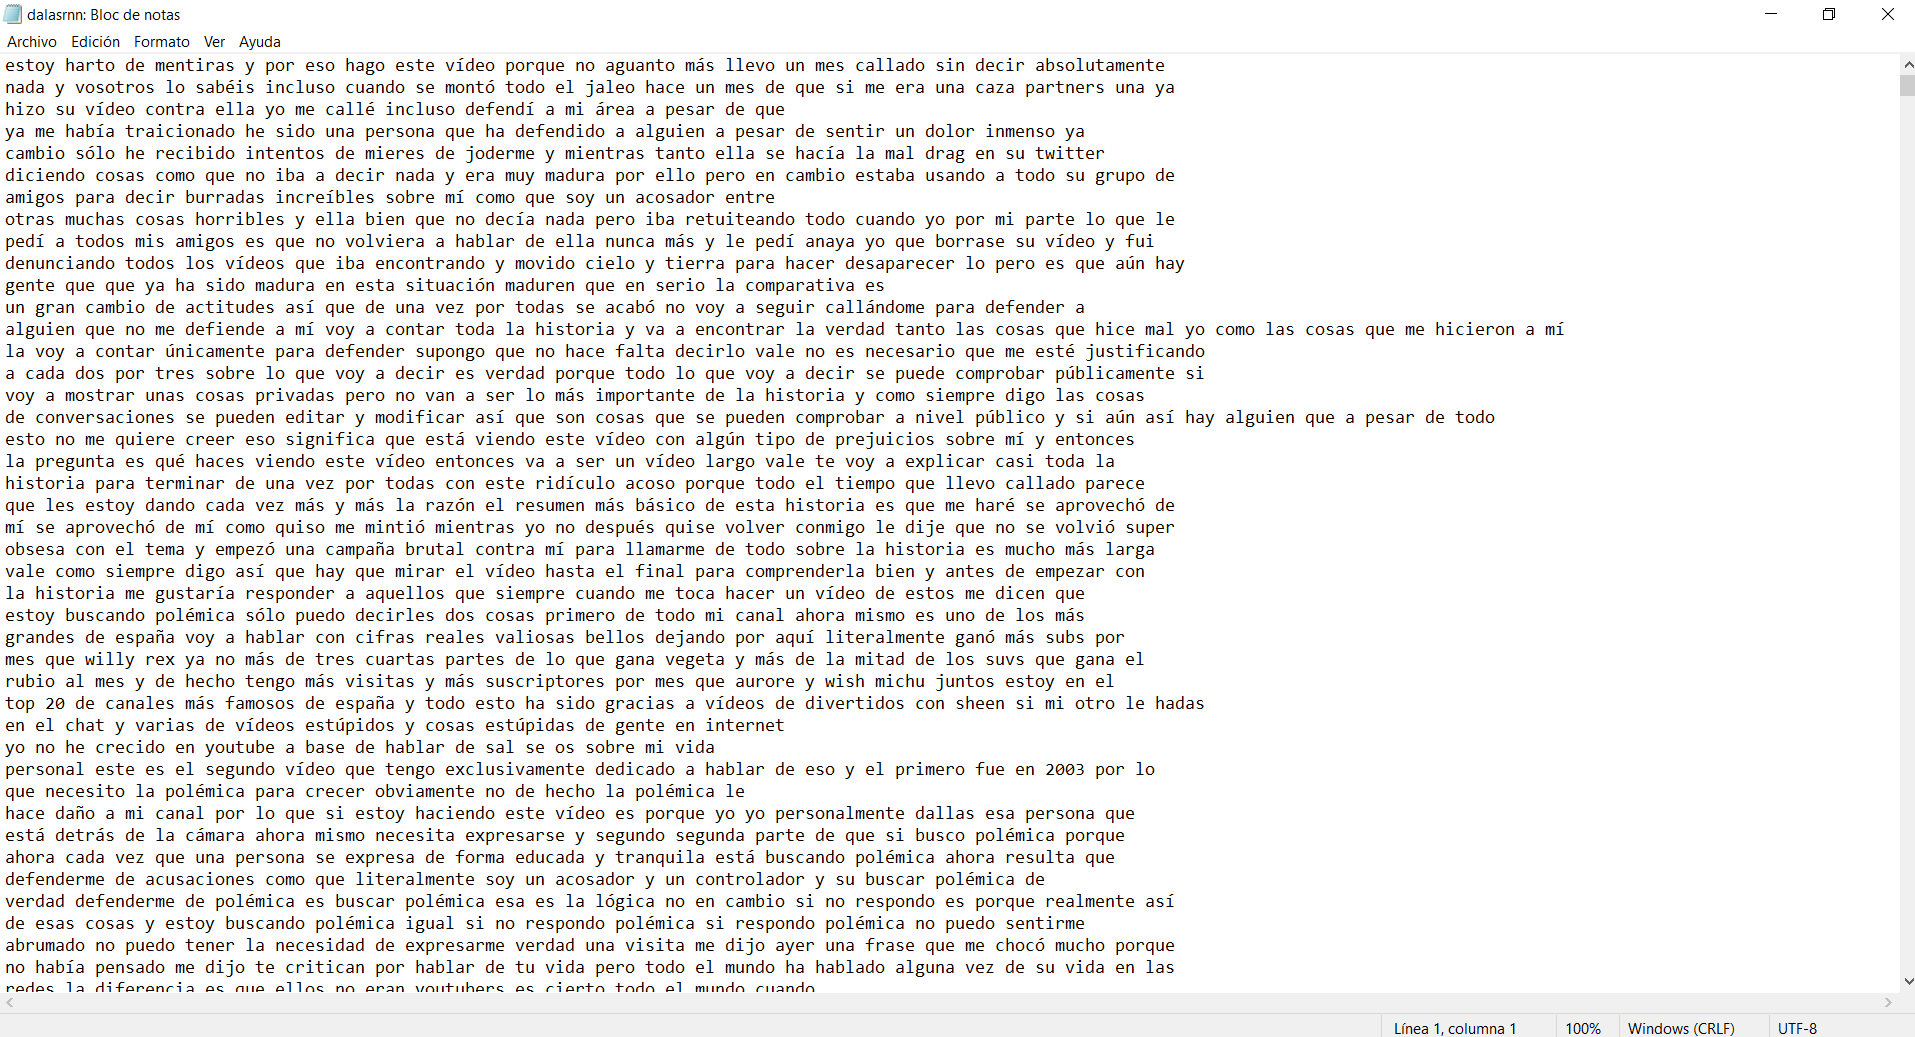 dalasrnn: Bloc de notas
Archivo Edición Formato Ver Ayuda
estoy harto de mentiras y por eso hago este vídeo porque no aguanto más llevo un mes callado sin decir absolutamente
nada y vosotros lo sabéis incluso cuando se montó todo el jaleo hace un mes de que si me era una caza partners una ya
hizo su vídeo contra ella yo me callé incluso defendí a mi área a pesar de que
ya me había traicionado he sido una persona que ha defendido a alguien a pesar de sentir un dolor inmenso ya
cambio sólo he recibido intentos de mieres de joderme y mientras tanto ella se hacía la mal drag en su twitter
diciendo cosas como que no iba a decir nada y era muy madura por ello pero en cambio estaba usando a todo su grupo de
amigos para decir burradas increíbles sobre mí como que soy un acosador entre
otras muchas cosas horribles y ella bien que no decía nada pero iba retuiteando todo cuando yo por mi parte lo que le
pedí a todos mis amigos es que no volviera a hablar de ella nunca más y le pedí anaya yo que borrase su vídeo y fui
denunciando todos los vídeos que iba encontrando y movido cielo y tierra para hacer desaparecer lo pero es que aún hay
gente que que ya ha sido madura en esta situación maduren que en serio la comparativa es
un gran cambio de actitudes así que de una vez por todas se acabó no voy a seguir callándome para defender a
alguien que no me defiende a mí voy a contar toda la historia y va a encontrar la verdad tanto las cosas que hice mal yo como las cosas que me hicieron a mí
la voy a contar únicamente para defender supongo que no hace falta decirlo vale no es necesario que me esté justificando
a cada dos por tres sobre lo que voy a decir es verdad porque todo lo que voy a decir se puede comprobar públicamente si
voy a mostrar unas cosas privadas pero no van a ser lo más importante de la historia y como siempre digo las cosas
de conversaciones se pueden editar y modificar así que son cosas que se pueden comprobar a nivel público y si aún así hay alguien que a pesar de todo
esto no me quiere creer eso significa que está viendo este vídeo con algún tipo de prejuicios sobre mí y entonces
la pregunta es qué haces viendo este vídeo entonces va a ser un vídeo largo vale te voy a explicar casi toda la
historia para terminar de una vez por todas con este ridículo acoso porque todo el tiempo que llevo callado parece
que les estoy dando cada vez más y más la razón el resumen más básico de esta historia es que me haré se aprovechó de
mí se aprovechó de mí como quiso me mintió mientras yo no después quise volver conmigo le dije que no se volvió super
obsesa con el tema y empezó una campaña brutal contra mí para llamarme de todo sobre la historia es mucho más larga
vale como siempre digo así que hay que mirar el vídeo hasta el final para comprenderla bien y antes de empezar con
la historia me gustaría responder a aquellos que siempre cuando me toca hacer un vídeo de estos me dicen que
estoy buscando polémica sólo puedo decirles dos cosas primero de todo mi canal ahora mismo es uno de los más
grandes de españa voy a hablar con cifras reales valiosas bellos dejando por aquí literalmente ganó más subs por
mes que willy rex ya no más de tres cuartas partes de lo que gana vegeta y más de la mitad de los suvs que gana el
rubio al mes y de hecho tengo más visitas y más suscriptores por mes que aurore y wish michu juntos estoy en el
top 20 de canales más famosos de españa y todo esto ha sido gracias a vídeos de divertidos con sheen si mi otro le hadas
en el chat y varias de vídeos estúpidos y cosas estúpidas de gente en internet
yo no he crecido en youtube a base de hablar de sal se os sobre mi vida
personal este es el segundo vídeo que tengo exclusivamente dedicado a hablar de eso y el primero fue en 2003 por lo
que necesito la polémica para crecer obviamente no de hecho la polémica le
hace daño a mi canal por lo que si estoy haciendo este vídeo es porque yo yo personalmente dallas esa persona que
está detrás de la cámara ahora mismo necesita expresarse y segundo segunda parte de que si busco polémica porque
ahora cada vez que una persona se expresa de forma educada y tranquila está buscando polémica ahora resulta que
defenderme de acusaciones como que literalmente soy un acosador y un controlador y su buscar polémica de
verdad defenderme de polémica es buscar polémica esa es la lógica no en cambio si no respondo es porque realmente así
de esas cosas y estoy buscando polémica igual si no respondo polémica si respondo polémica no puedo sentirme
abrumado no puedo tener la necesidad de expresarme verdad una visita me dijo ayer una frase que me chocó mucho porque
no había pensado me dijo te critican por hablar de tu vida pero todo el mundo ha hablado alguna vez de su vida en las
redes la diferencia es que ellos no eran youtubers es cierto todo el mundo cuando
Línea 1, columna 1 100% Windows (CRLF) UTF-8